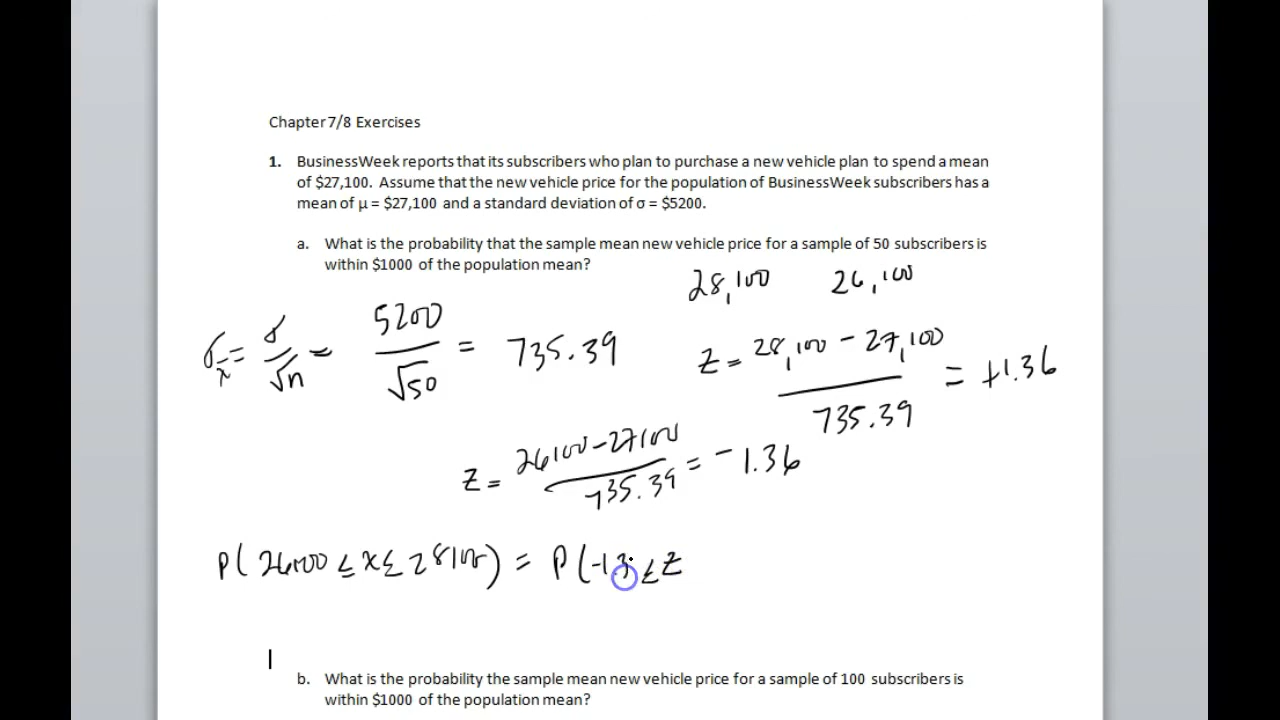 Chapter 7/8 Exercises
1. BusinessWeek reports that its subscribers who plan to purchase a new vehicle plan to spend a mean
of $27,100. Assume that the new vehicle price for the population of BusinessWeek subscribers has a
mean of µ = $27,100 and a standard deviation of σ = $5200.
a. What is the probability that the sample mean new vehicle price for a sample of 50 subscribers is
within $1000 of the population mean?
28,100 26,100
σx̄ = σ/√n = 5200/√50 = 735.39
Z = 28,100 - 27,100 / 735.39 = +1.36
Z = 26100 - 27100 / 735.39 = -1.36
P(26100 ≤ x ≤ 28100) = P(-1.3 ≤ Z
b. What is the probability the sample mean new vehicle price for a sample of 100 subscribers is
within $1000 of the population mean?